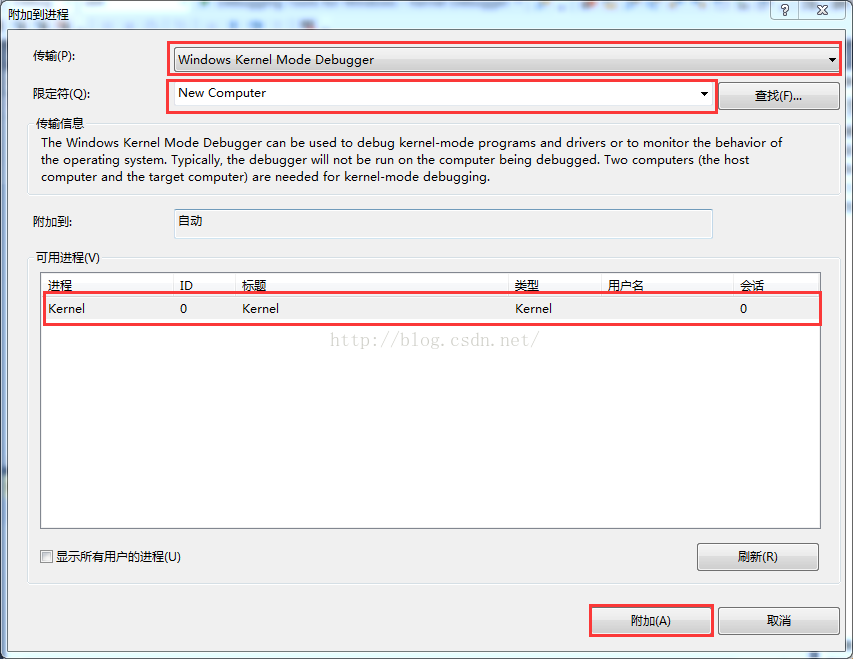 附加到进程
传输(P):
Windows Kernel Mode Debugger
限定符(Q):
New Computer
查找(F)...
传输信息
The Windows Kernel Mode Debugger can be used to debug kernel-mode programs and drivers or to monitor the behavior of
the operating system. Typically, the debugger will not be run on the computer being debugged. Two computers (the host
computer and the target computer) are needed for kernel-mode debugging.
附加到:
自动
可用进程(V)
进程 ID 标题 类型 用户名 会话
Kernel 0 Kernel Kernel 0
http://blog.csdn.net/
显示所有用户的进程(U)
刷新(R)
附加(A)
取消